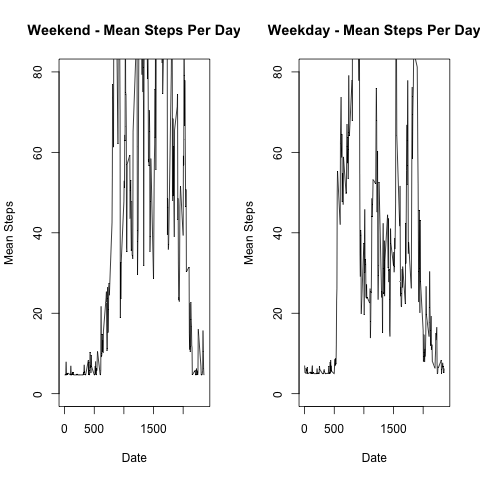 Weekend - Mean Steps Per Day
Mean Steps
0 20 40 60 80
0 500 1500
Date
Weekday - Mean Steps Per Day
Mean Steps
0 20 40 60 80
0 500 1500
Date